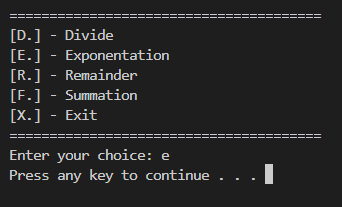 =======================================
[D.] - Divide
[E.] - Exponentation
[R.] - Remainder
[F.] - Summation
[X.] - Exit
=======================================
Enter your choice: e
Press any key to continue . . .